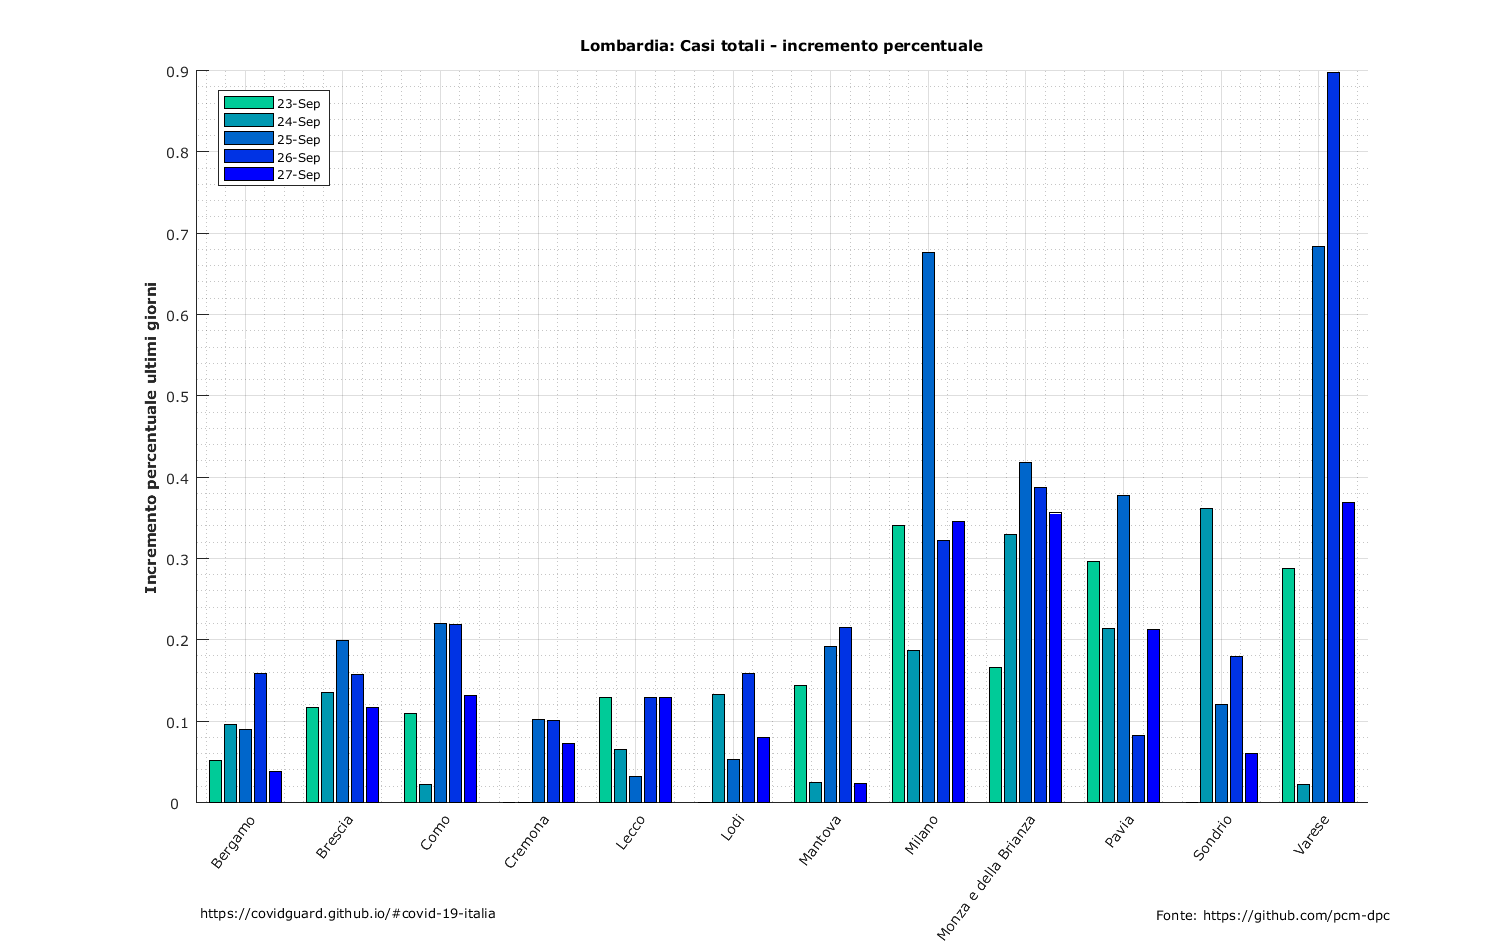 Lombardia: Casi totali - incremento percentuale
Incremento percentuale ultimi giorni
0.9
0.8
0.7
0.6
0.5
0.4
0.3
0.2
0.1
0
23-Sep
24-Sep
25-Sep
26-Sep
27-Sep
Bergamo
Brescia
Como
Cremona
Lecco
Lodi
Mantova
Milano
Monza e della Brianza
Pavia
Sondrio
Varese
https://covidguard.github.io/#covid-19-italia
Fonte: https://github.com/pcm-dpc